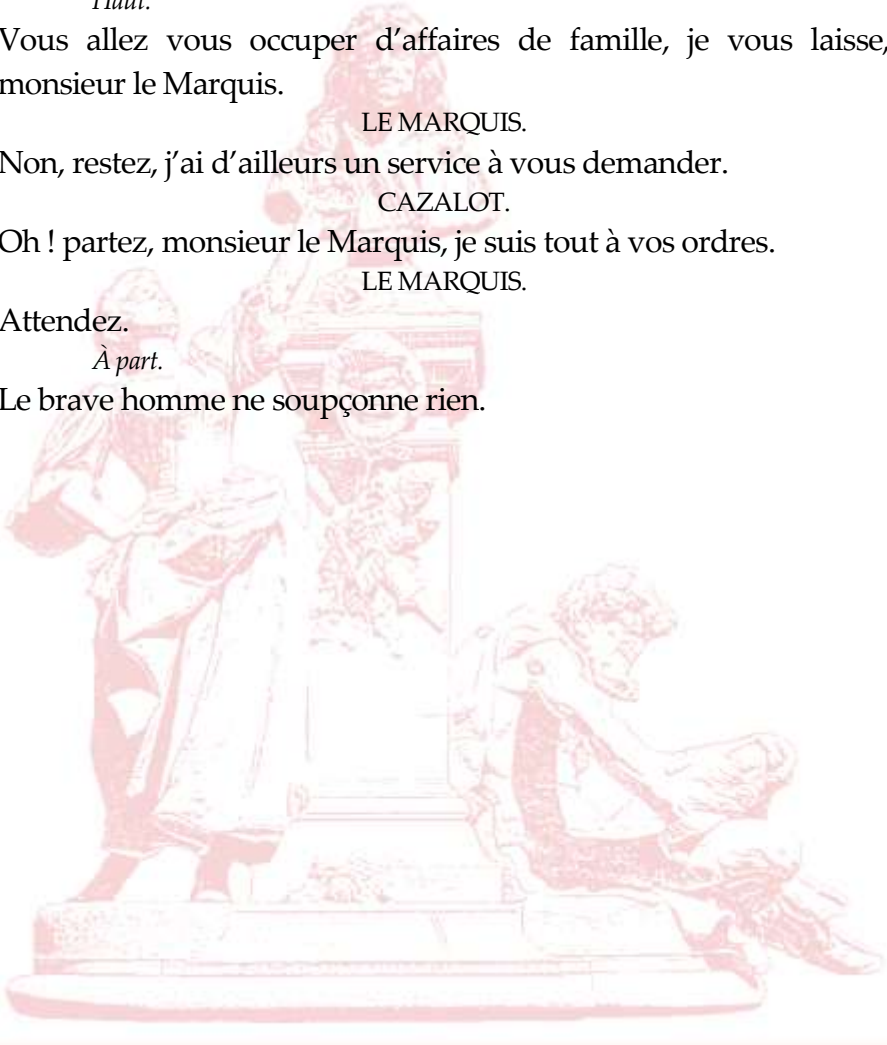 Haut.
Vous allez vous occuper d’affaires de famille, je vous laisse,
monsieur le Marquis.
LE MARQUIS.
Non, restez, j’ai d’ailleurs un service à vous demander.
CAZALOT.
Oh ! partez, monsieur le Marquis, je suis tout à vos ordres.
LE MARQUIS.
Attendez.
À part.
Le brave homme ne soupçonne rien.